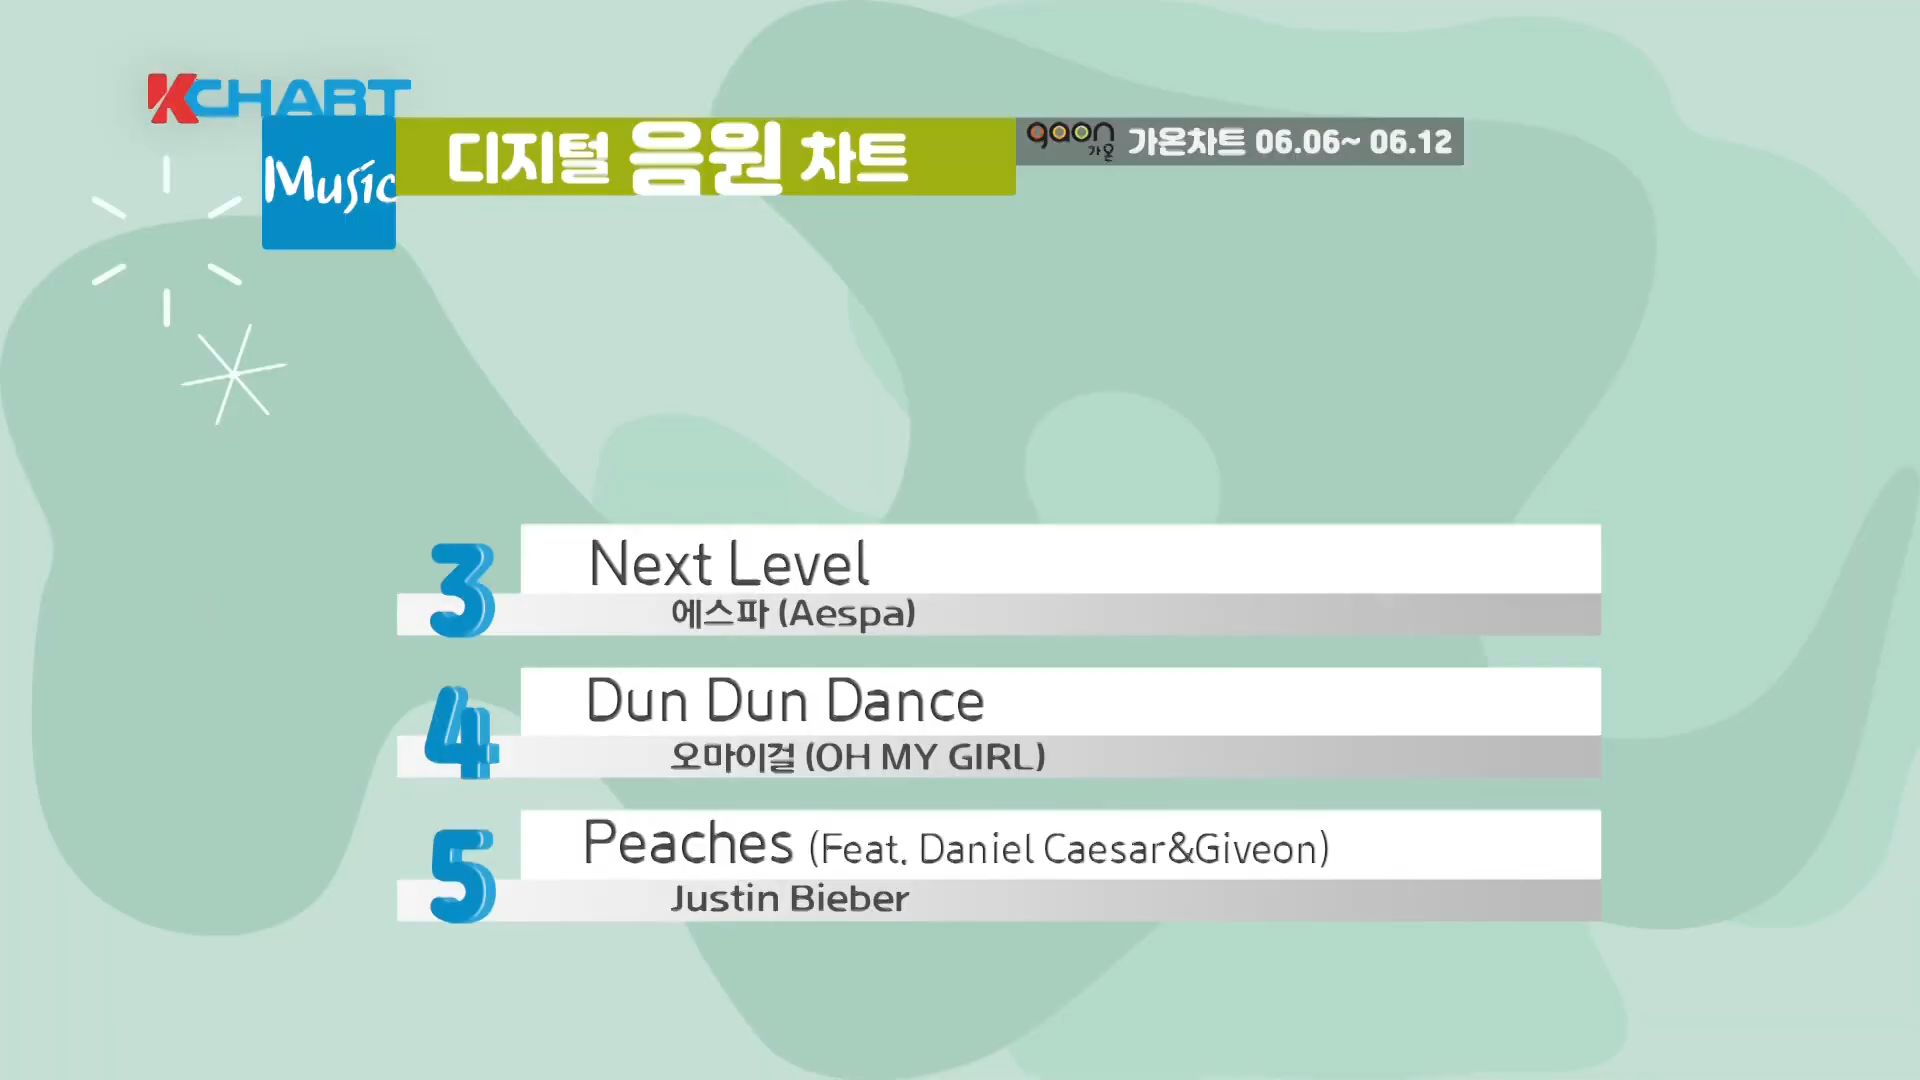 KCHART
Music
디지털 음원 차트
gaon 가온
가온차트 06.06~ 06.12
3
Next Level
에스파 (Aespa)
4
Dun Dun Dance
오마이걸 (OH MY GIRL)
5
Peaches (Feat. Daniel Caesar&Giveon)
Justin Bieber